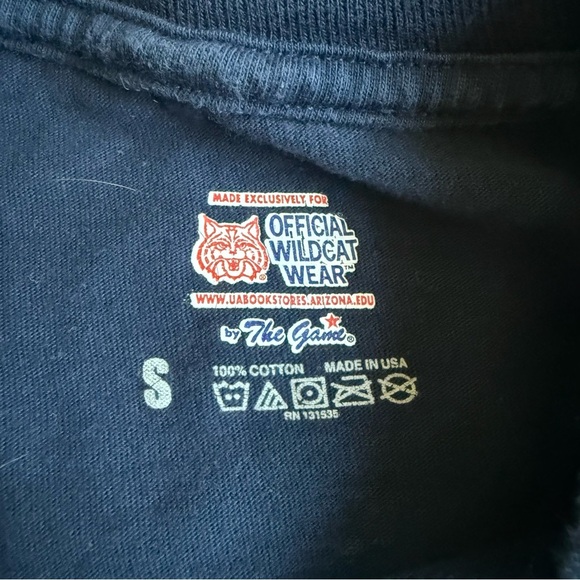 MADE EXCLUSIVELY FOR
OFFICIAL
WILDCAT
WEAR™
®
WWW.UABOOKSTORES.ARIZONA.EDU
by The Game®
S
100% COTTON MADE IN USA
RN 131535